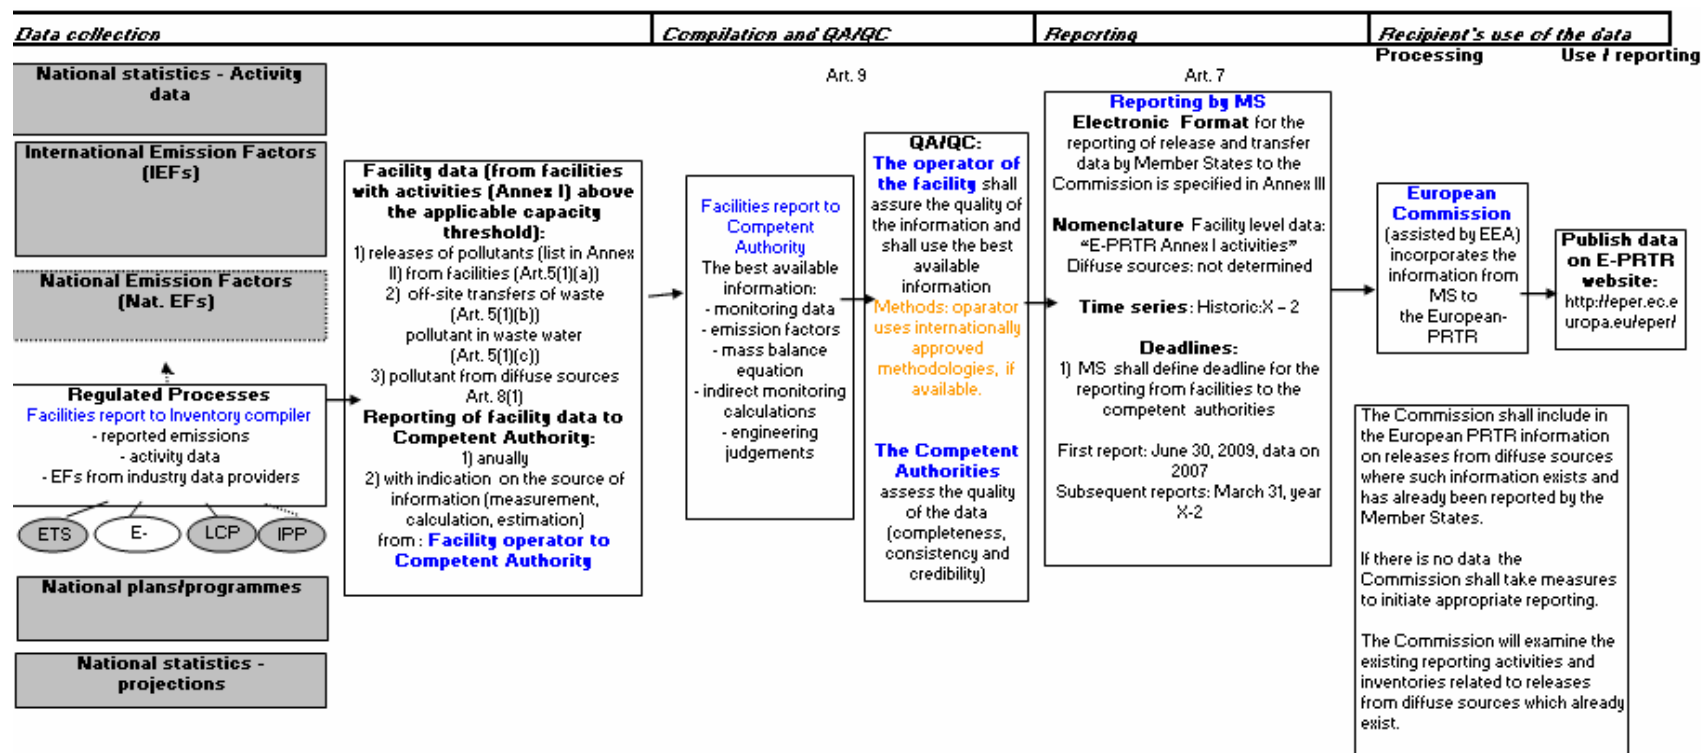 Data collection
Compilation and QA/QC
Reporting
Recipient's use of the data
Processing
Use / reporting
National statistics - Activity
data
International Emission Factors
(IEFs)
National Emission Factors
(Nat. EFs)
Regulated Processes
Facilities report to Inventory compiler
- reported emissions
- activity data
- EFs from industry data providers
ETS
E-
LCP
IPP
National plans/programmes
National statistics -
projections
Facility data (from facilities
with activities (Annex I) above
the applicable capacity
threshold):
1) releases of pollutants (list in Annex
II) from facilities (Art.5(1)(a))
2) off-site transfers of waste
(Art. 5(1)(b))
pollutant in waste water
(Art. 5(1)(c))
3) pollutant from diffuse sources
Art. 8(1)
Reporting of facility data to
Competent Authority:
1) anually
2) with indication on the source of
information (measurement,
calculation, estimation)
from : Facility operator to
Competent Authority
Art. 9
Facilities report to
Competent
Authority
The best available
information:
- monitoring data
- emission factors
- mass balance
equation
- indirect monitoring
calculations
- engineering
judgements
QA/QC:
The operator of
the facility shall
assure the quality of
the information and
shall use the best
available
information
Methods: oparator
uses internationally
approved
methodologies, if
available.
The Competent
Authorities
assess the quality
of the data
(completeness,
consistency and
credibility)
Art. 7
Reporting by MS
Electronic Format for the
reporting of release and transfer
data by Member States to the
Commission is specified in Annex III
Nomenclature Facility level data:
"E-PRTR Annex I activities"
Diffuse sources: not determined
Time series: Historic:X – 2
Deadlines:
1) MS shall define deadline for the
reporting from facilities to the
competent authorities
First report: June 30, 2009, data on
2007
Subsequent reports: March 31, year
X-2
European
Commission
(assisted by EEA)
incorporates the
information from
MS to
the European-
PRTR
Publish data
on E-PRTR
website:
http://eper.ec.e
uropa.eu/eper/
The Commission shall include in
the European PRTR information
on releases from diffuse sources
where such information exists and
has already been reported by the
Member States.
If there is no data the
Commission shall take measures
to initiate appropriate reporting.
The Commission will examine the
existing reporting activities and
inventories related to releases
from diffuse sources which already
exist.